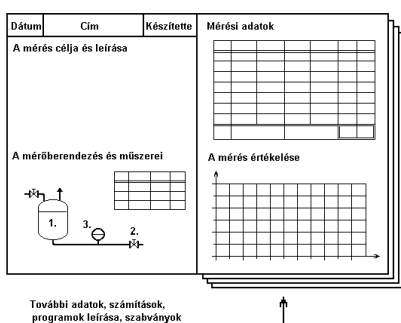 Dátum Cím Készítette
A mérés célja és leírása
A mérőberendezés és műszerei
1.
3.
2.
Mérési adatok
A mérés értékelése
További adatok, számítások,
programok leírása, szabványok